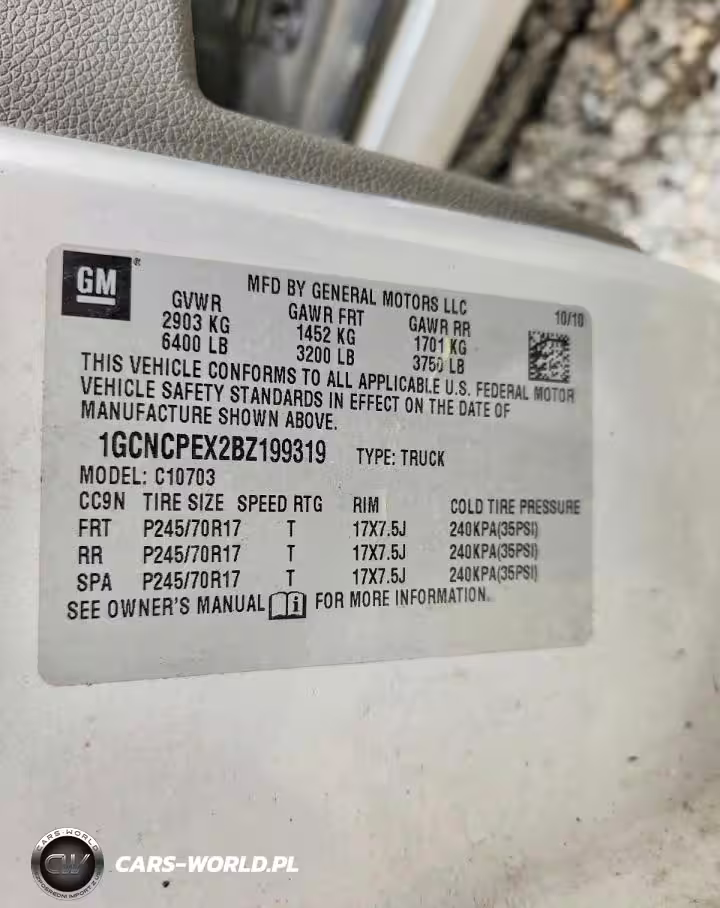 GM
MFD BY GENERAL MOTORS LLC
10/10
GVWR GAWR FRT GAWR RR
2903 KG 1452 KG 1701 KG
6400 LB 3200 LB 3750 LB
THIS VEHICLE CONFORMS TO ALL APPLICABLE U.S. FEDERAL MOTOR
VEHICLE SAFETY STANDARDS IN EFFECT ON THE DATE OF
MANUFACTURE SHOWN ABOVE.
1GCNCPEX2BZ199319 TYPE: TRUCK
MODEL: C10703
CC9N TIRE SIZE SPEED RTG RIM COLD TIRE PRESSURE
FRT P245/70R17 T 17X7.5J 240KPA(35PSI)
RR P245/70R17 T 17X7.5J 240KPA(35PSI)
SPA P245/70R17 T 17X7.5J 240KPA(35PSI)
SEE OWNER'S MANUAL FOR MORE INFORMATION.
CARS-WORLD
CW
CARS-WORLD.PL